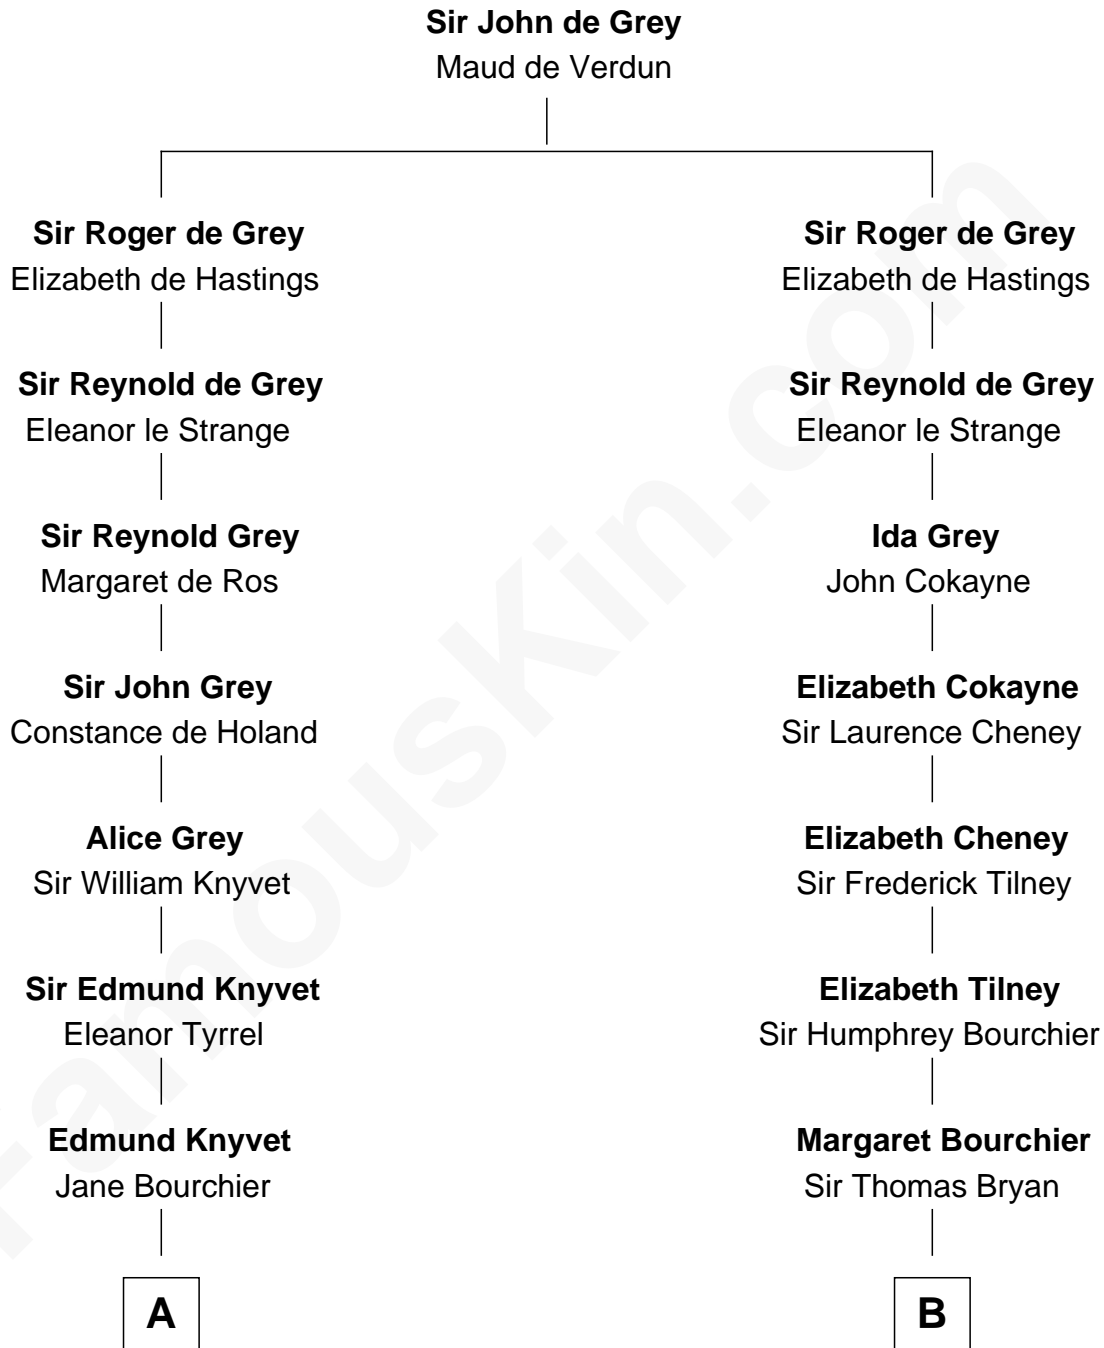 Sir John de Grey
Maud de Verdun
Sir Roger de Grey
Elizabeth de Hastings
Sir Roger de Grey
Elizabeth de Hastings
Sir Reynold de Grey
Eleanor le Strange
Sir Reynold de Grey
Eleanor le Strange
Sir Reynold Grey
Margaret de Ros
Ida Grey
John Cokayne
Sir John Grey
Constance de Holand
Elizabeth Cokayne
Sir Laurence Cheney
Alice Grey
Sir William Knyvet
Elizabeth Cheney
Sir Frederick Tilney
Sir Edmund Knyvet
Eleanor Tyrrel
Elizabeth Tilney
Sir Humphrey Bourchier
Edmund Knyvet
Jane Bourchier
Margaret Bourchier
Sir Thomas Bryan
A
B
FamousKin.com